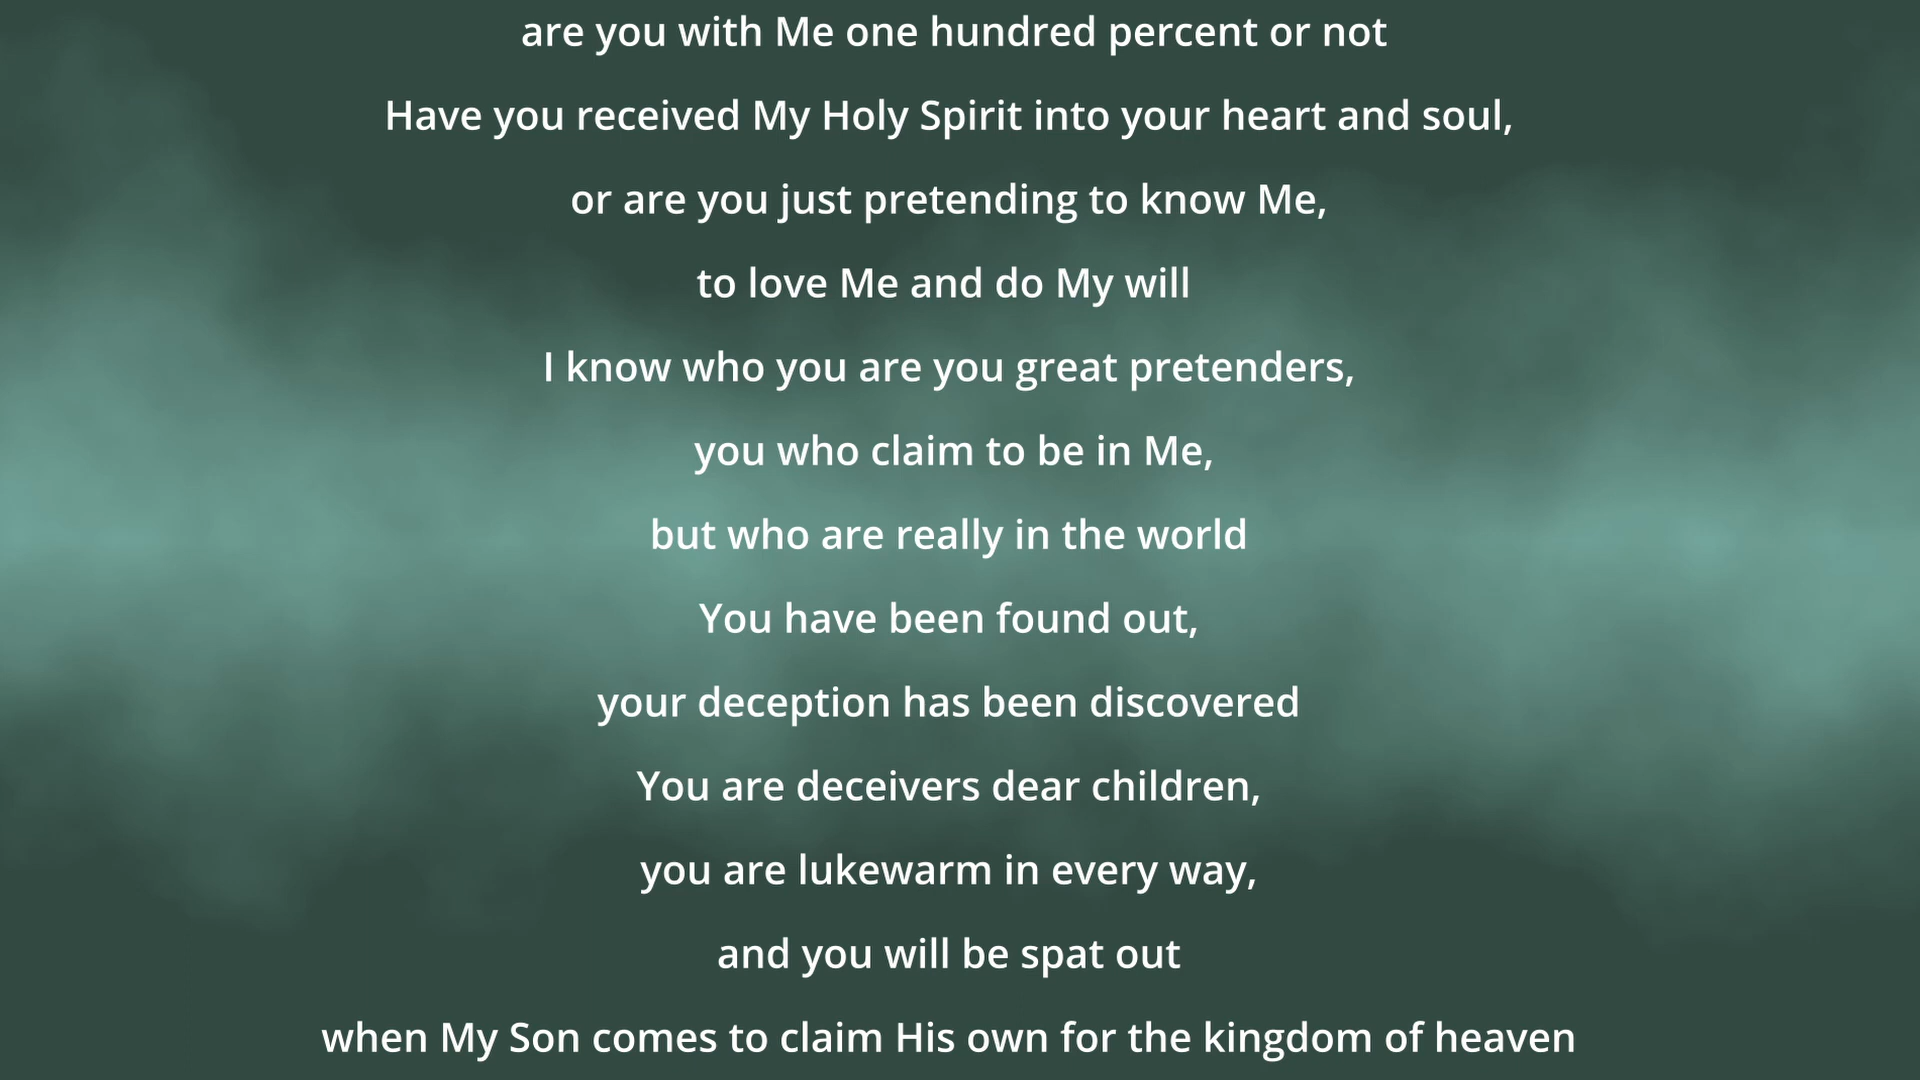 are you with Me one hundred percent or not
Have you received My Holy Spirit into your heart and soul,
or are you just pretending to know Me,
to love Me and do My will
I know who you are you great pretenders,
you who claim to be in Me,
but who are really in the world
You have been found out,
your deception has been discovered
You are deceivers dear children,
you are lukewarm in every way,
and you will be spat out
when My Son comes to claim His own for the kingdom of heaven